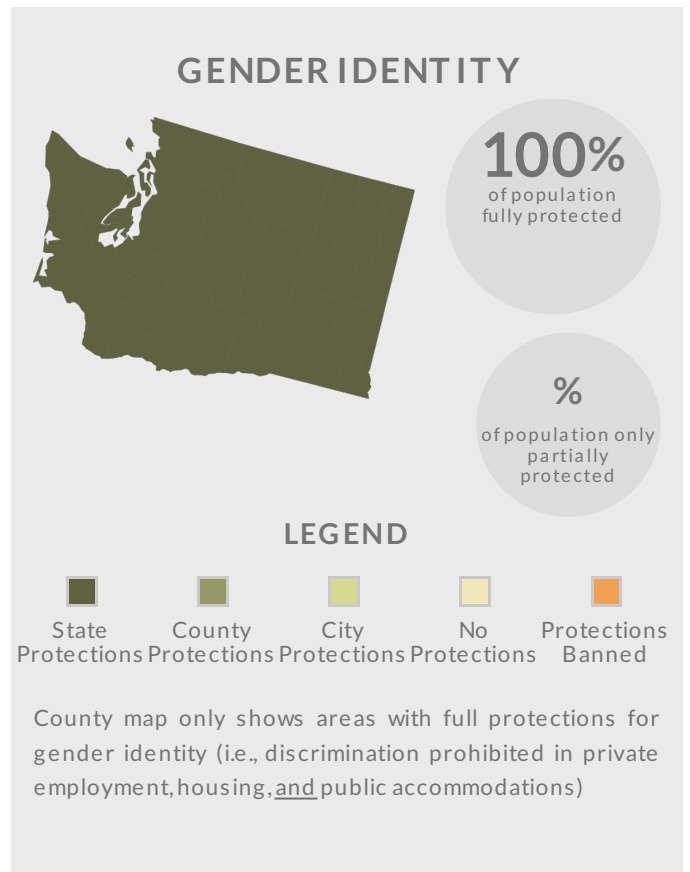 GENDER IDENTITY
100%
of population
fully protected
%
of population only
partially
protected
LEGEND
State
Protections
County
Protections
City
Protections
No
Protections
Protections
Banned
County map only shows areas with full protections for
gender identity (i.e., discrimination prohibited in private
employment, housing, and public accommodations)